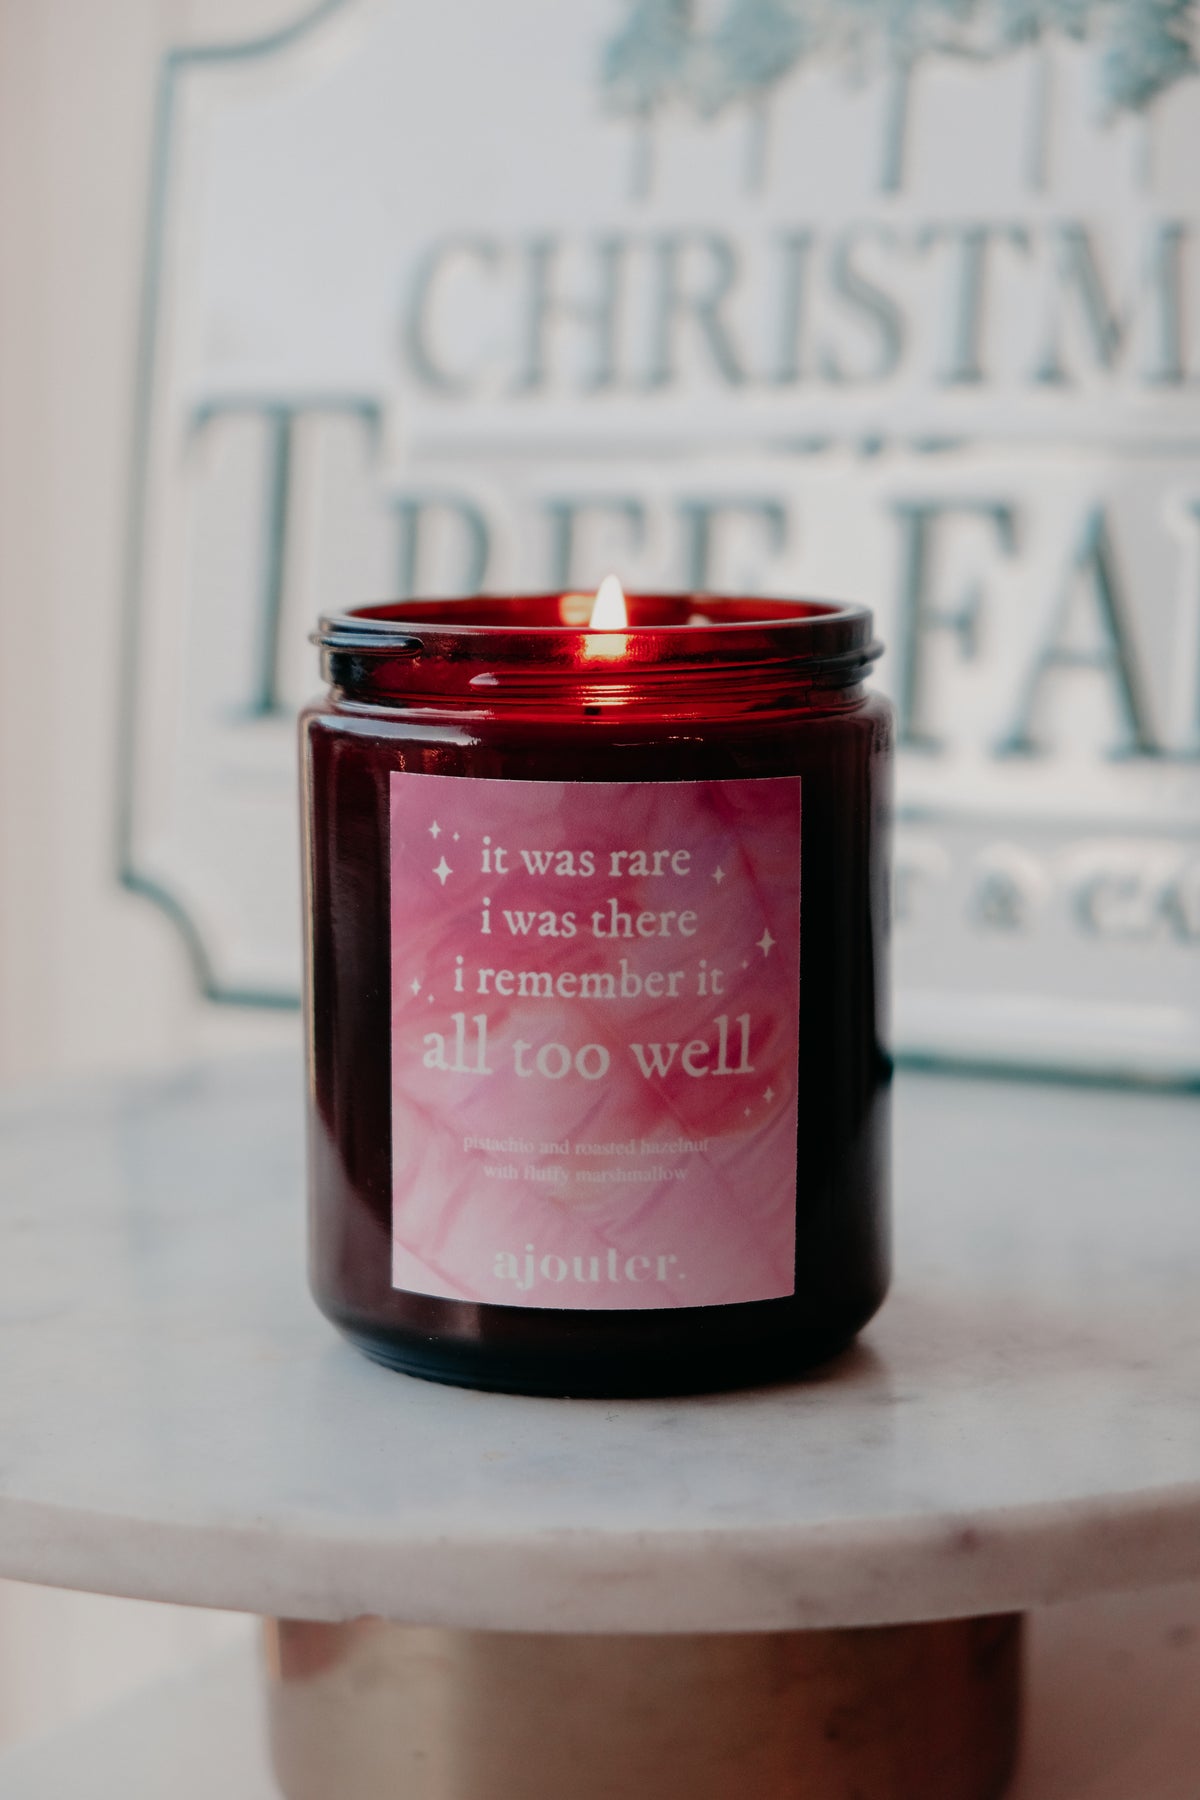 CHRISTM
TREE FA
& CA
it was rare
i was there
i remember it
all too well
pistachio and roasted hazelnut
with fluffy marshmallow
ajouter.